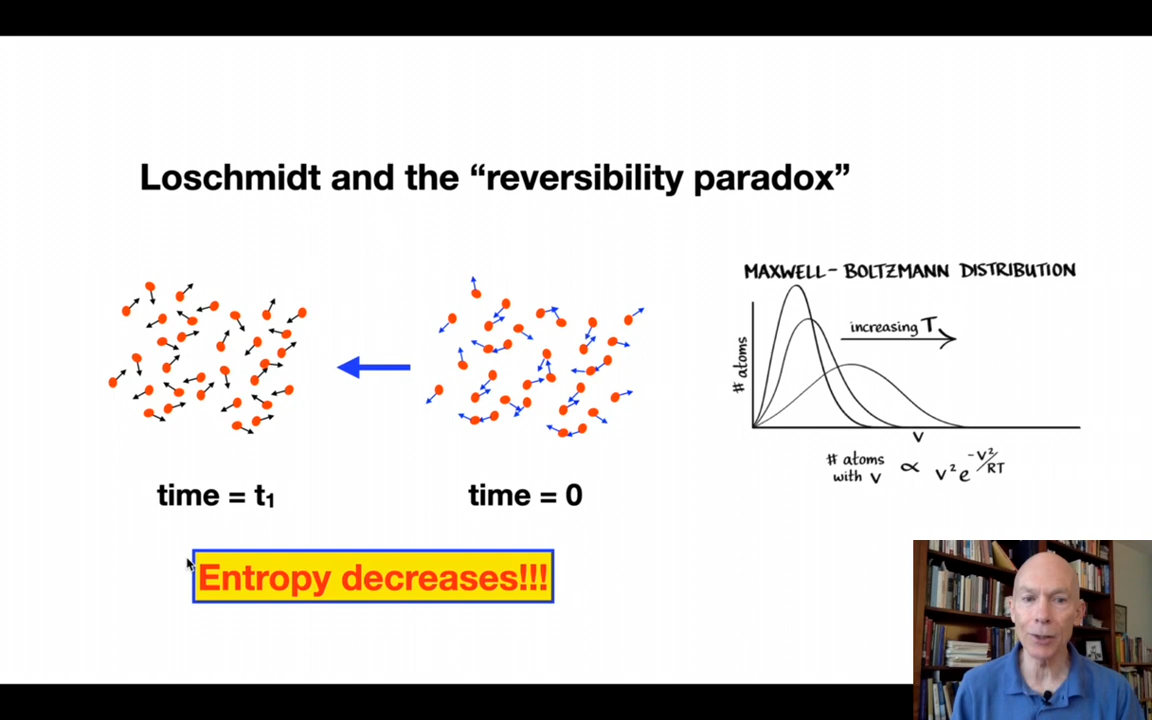 Loschmidt and the “reversibility paradox”
MAXWELL-BOLTZMANN DISTRIBUTION
increasing T
# atoms
v
# atoms
with v ∝ v²e^-v²/RT
time = t₁
time = 0
Entropy decreases!!!